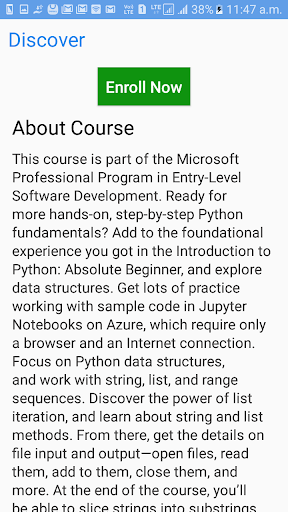 VoLTE LTE 1 LTE 38% 11:47 a.m.
Discover
Enroll Now
About Course
This course is part of the Microsoft
Professional Program in Entry-Level
Software Development. Ready for
more hands-on, step-by-step Python
fundamentals? Add to the foundational
experience you got in the Introduction to
Python: Absolute Beginner, and explore
data structures. Get lots of practice
working with sample code in Jupyter
Notebooks on Azure, which require only
a browser and an Internet connection.
Focus on Python data structures,
and work with string, list, and range
sequences. Discover the power of list
iteration, and learn about string and list
methods. From there, get the details on
file input and output—open files, read
them, add to them, close them, and
more. At the end of the course, you’ll
be able to slice strings into substrings